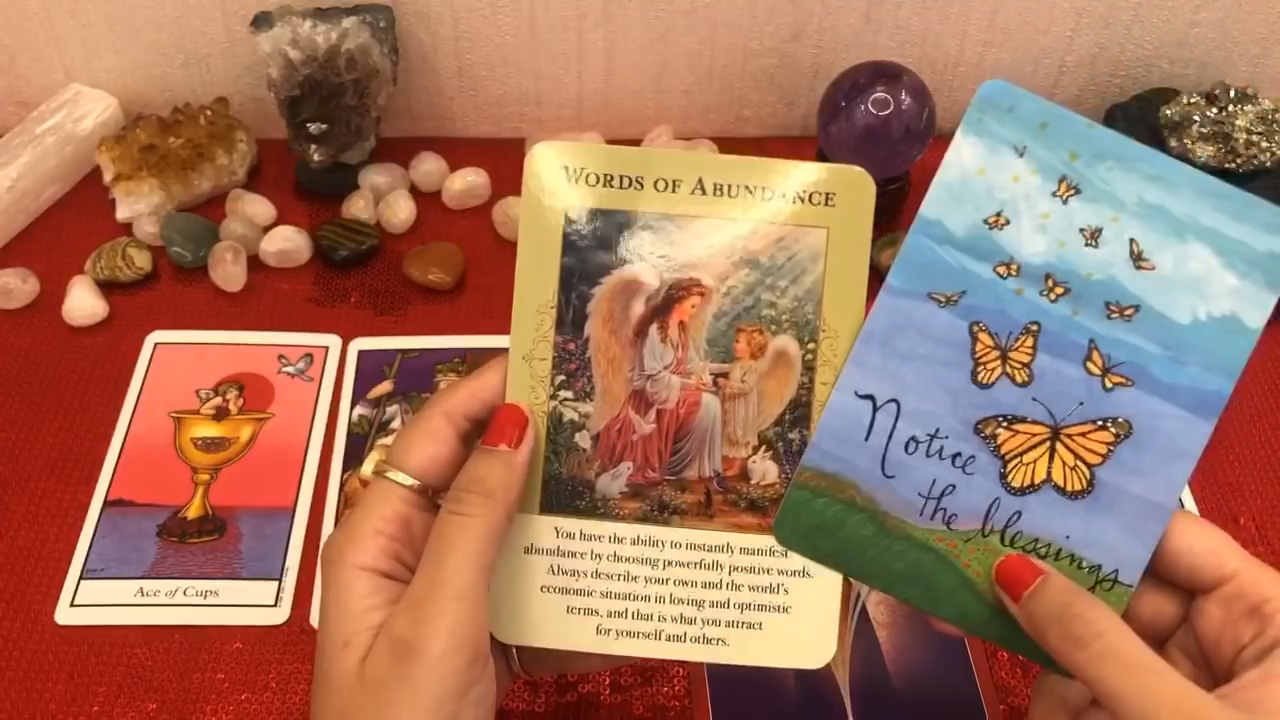 WORDS OF ABUNDANCE
You have the ability to instantly manifest
abundance by choosing powerfully positive words.
Always describe your own and the world's
economic situation in loving and optimistic
terms, and that is what you attract
for yourself and others.
Notice
the blessings
Ace of Cups